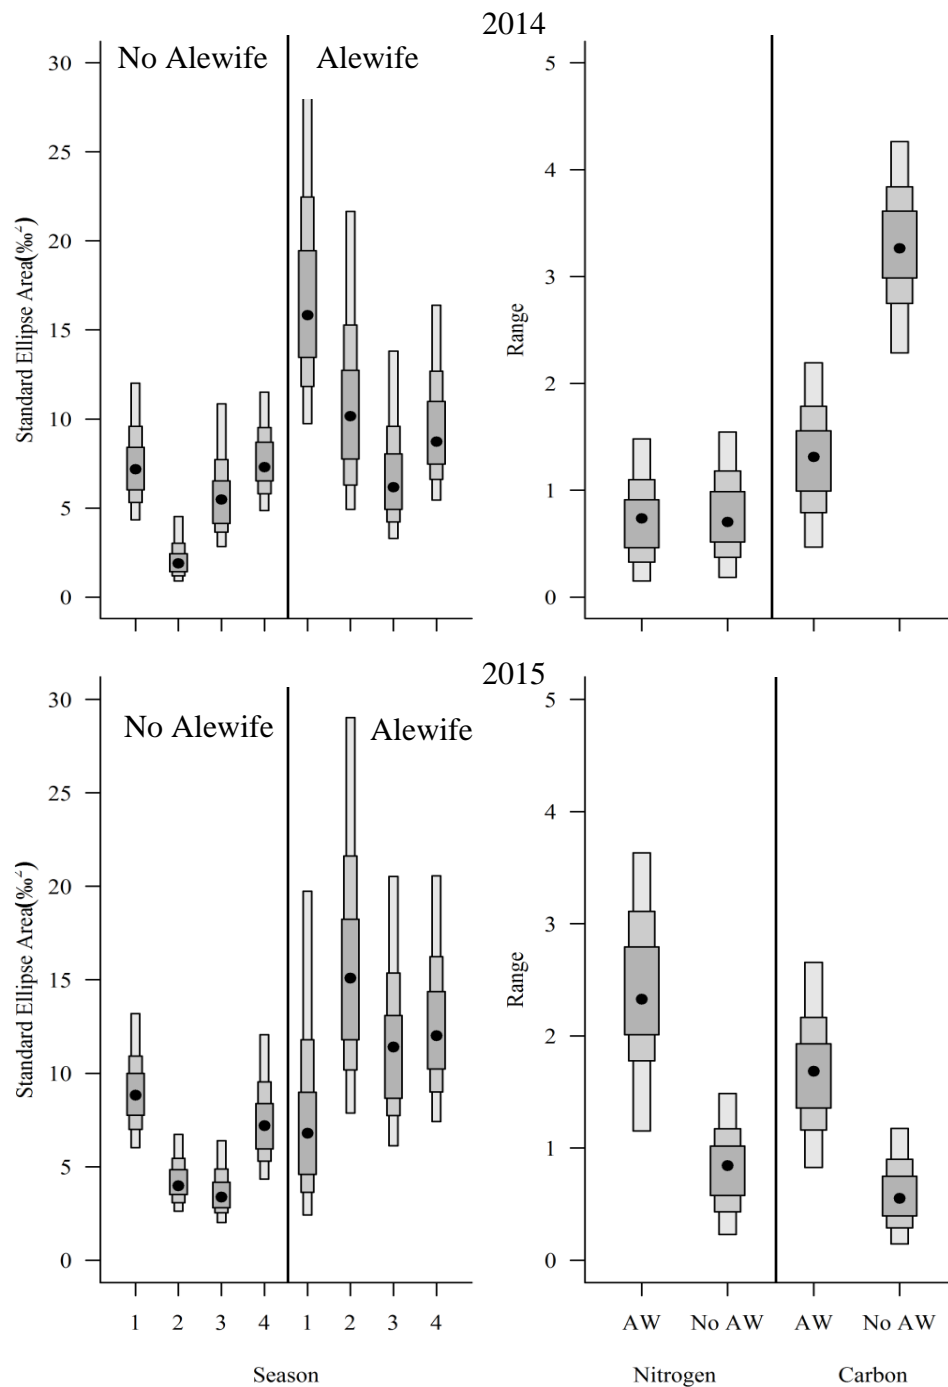 2014
No Alewife Alewife
30
25
20
15
10
5
0
Standard Ellipse Area(‰²)
5
4
3
2
1
0
Range
2015
No Alewife Alewife
30
25
20
15
10
5
0
Standard Ellipse Area(‰²)
1 2 3 4 1 2 3 4
Season
5
4
3
2
1
0
Range
AW No AW AW No AW
Nitrogen Carbon